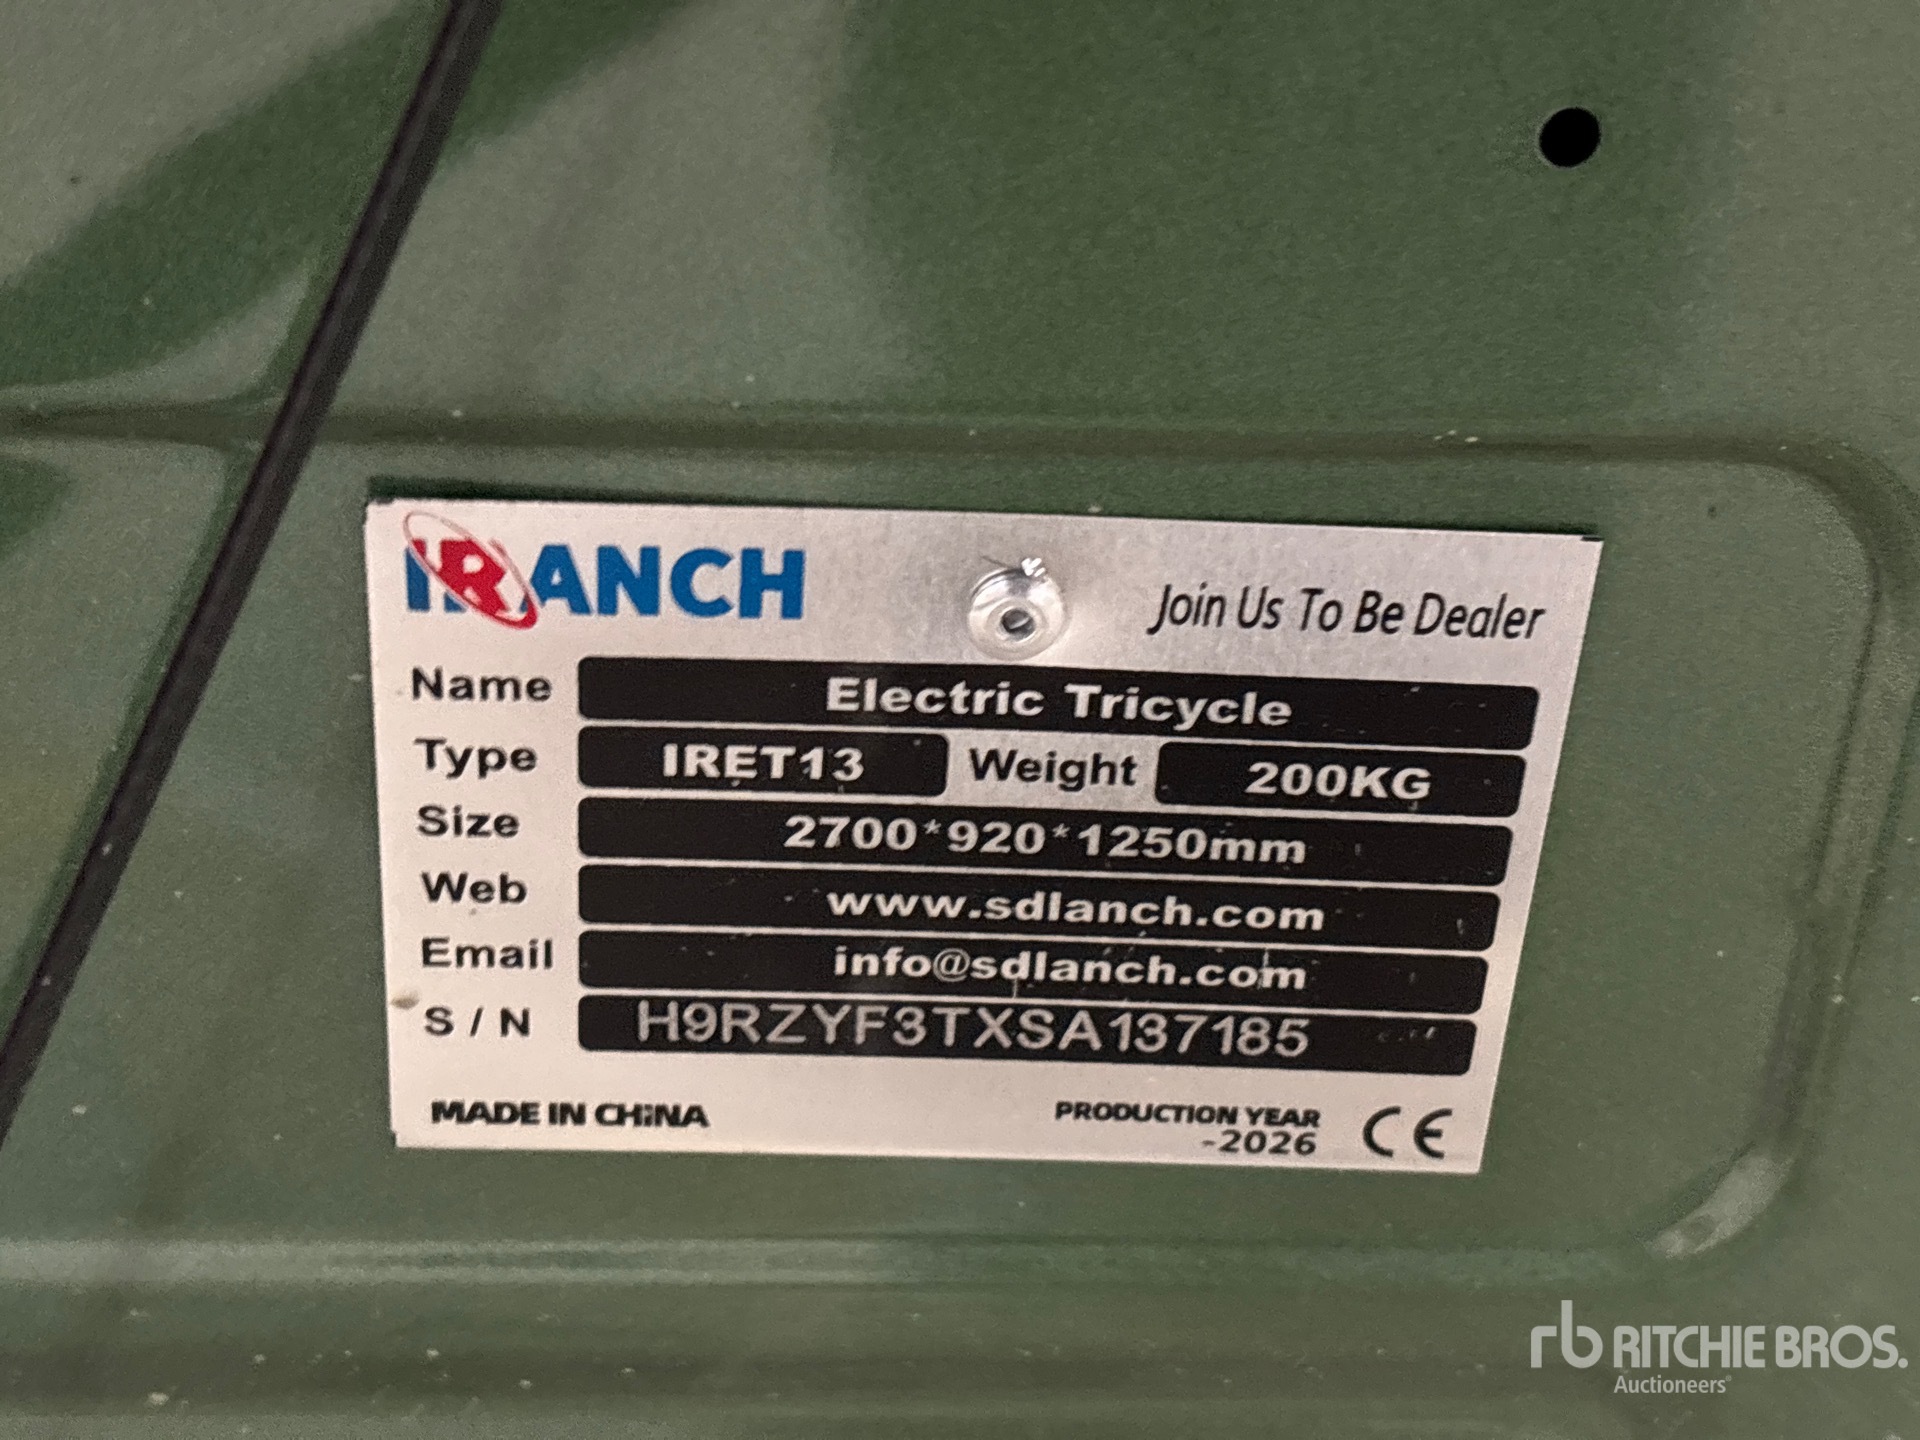 IRANCH
Join Us To Be Dealer
Name Electric Tricycle
Type IRET13 Weight 200KG
Size 2700*920*1250mm
Web www.sdlanch.com
Email info@sdlanch.com
S / N H9RZYF3TXSA137185
MADE IN CHINA
PRODUCTION YEAR
-2026
CE
rb RITCHIE BROS.
Auctioneers